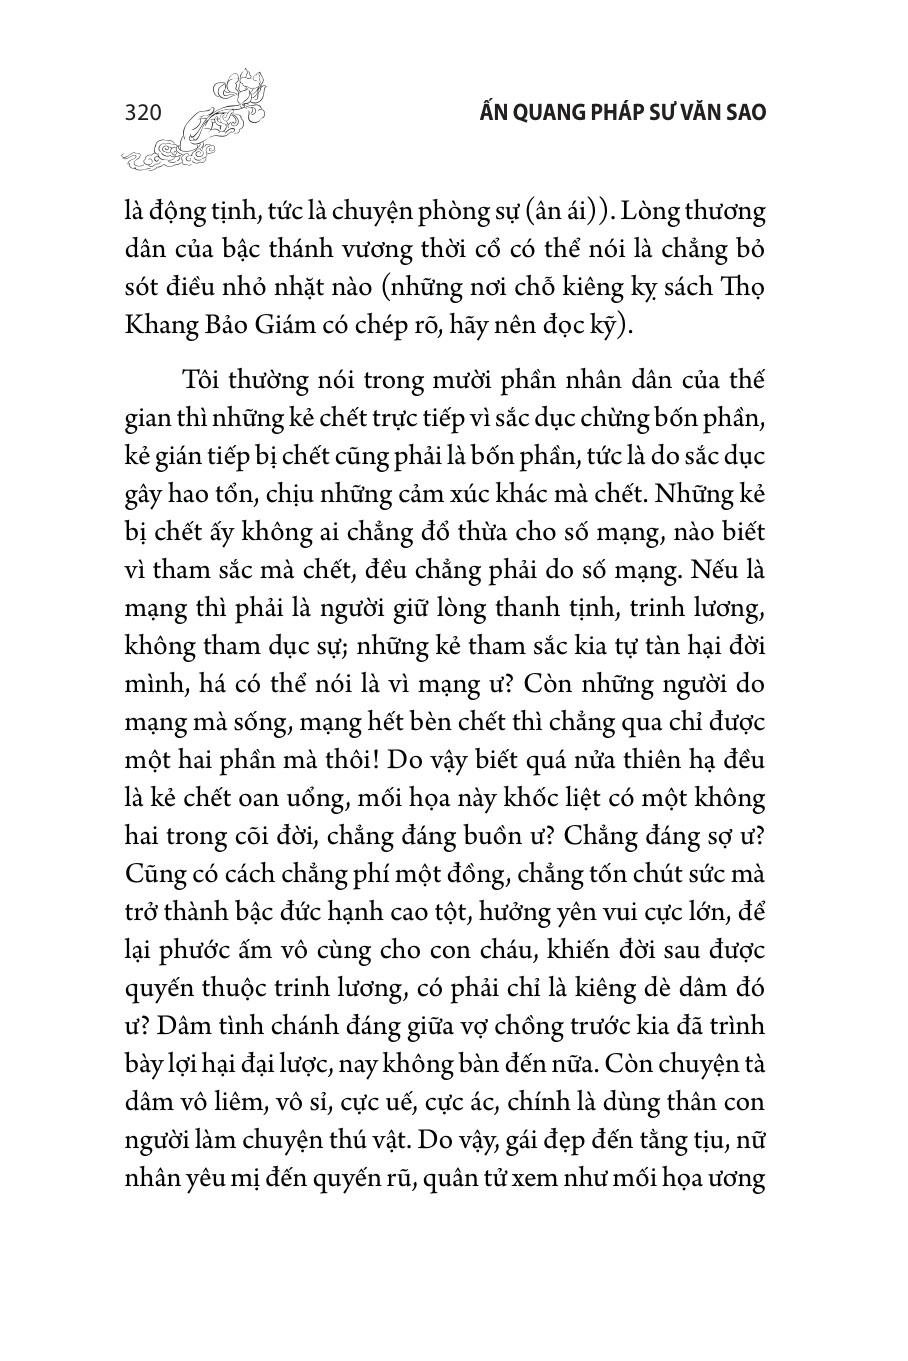 320
ẤN QUANG PHÁP SƯ VĂN SAO
là động tịnh, tức là chuyện phòng sự (ân ái)). Lòng thương
dân của bậc thánh vương thời cổ có thể nói là chẳng bỏ
sót điều nhỏ nhặt nào (những nơi chỗ kiêng kỵ sách Thọ
Khang Bảo Giám có chép rõ, hãy nên đọc kỹ).
Tôi thường nói trong mười phần nhân dân của thế
gian thì những kẻ chết trực tiếp vì sắc dục chừng bốn phần,
kẻ gián tiếp bị chết cũng phải là bốn phần, tức là do sắc dục
gây hao tổn, chịu những cảm xúc khác mà chết. Những kẻ
bị chết ấy không ai chẳng đổ thừa cho số mạng, nào biết
vì tham sắc mà chết, đều chẳng phải do số mạng. Nếu là
mạng thì phải là người giữ lòng thanh tịnh, trinh lương,
không tham dục sự; những kẻ tham sắc kia tự tàn hại đời
mình, há có thể nói là vì mạng ư? Còn những người do
mạng mà sống, mạng hết bèn chết thì chẳng qua chỉ được
một hai phần mà thôi! Do vậy biết quá nửa thiên hạ đều
là kẻ chết oan uổng, mối họa này khốc liệt có một không
hai trong cõi đời, chẳng đáng buồn ư? Chẳng đáng sợ ư?
Cũng có cách chẳng phí một đồng, chẳng tốn chút sức mà
trở thành bậc đức hạnh cao tột, hưởng yên vui cực lớn, để
lại phước ấm vô cùng cho con cháu, khiến đời sau được
quyến thuộc trinh lương, có phải chỉ là kiêng dè dâm đó
ư? Dâm tình chánh đáng giữa vợ chồng trước kia đã trình
bày lợi hại đại lược, nay không bàn đến nữa. Còn chuyện tà
dâm vô liêm, vô sỉ, cực uế, cực ác, chính là dùng thân con
người làm chuyện thú vật. Do vậy, gái đẹp đến tằng tịu, nữ
nhân yêu mị đến quyến rũ, quân tử xem như mối họa ương